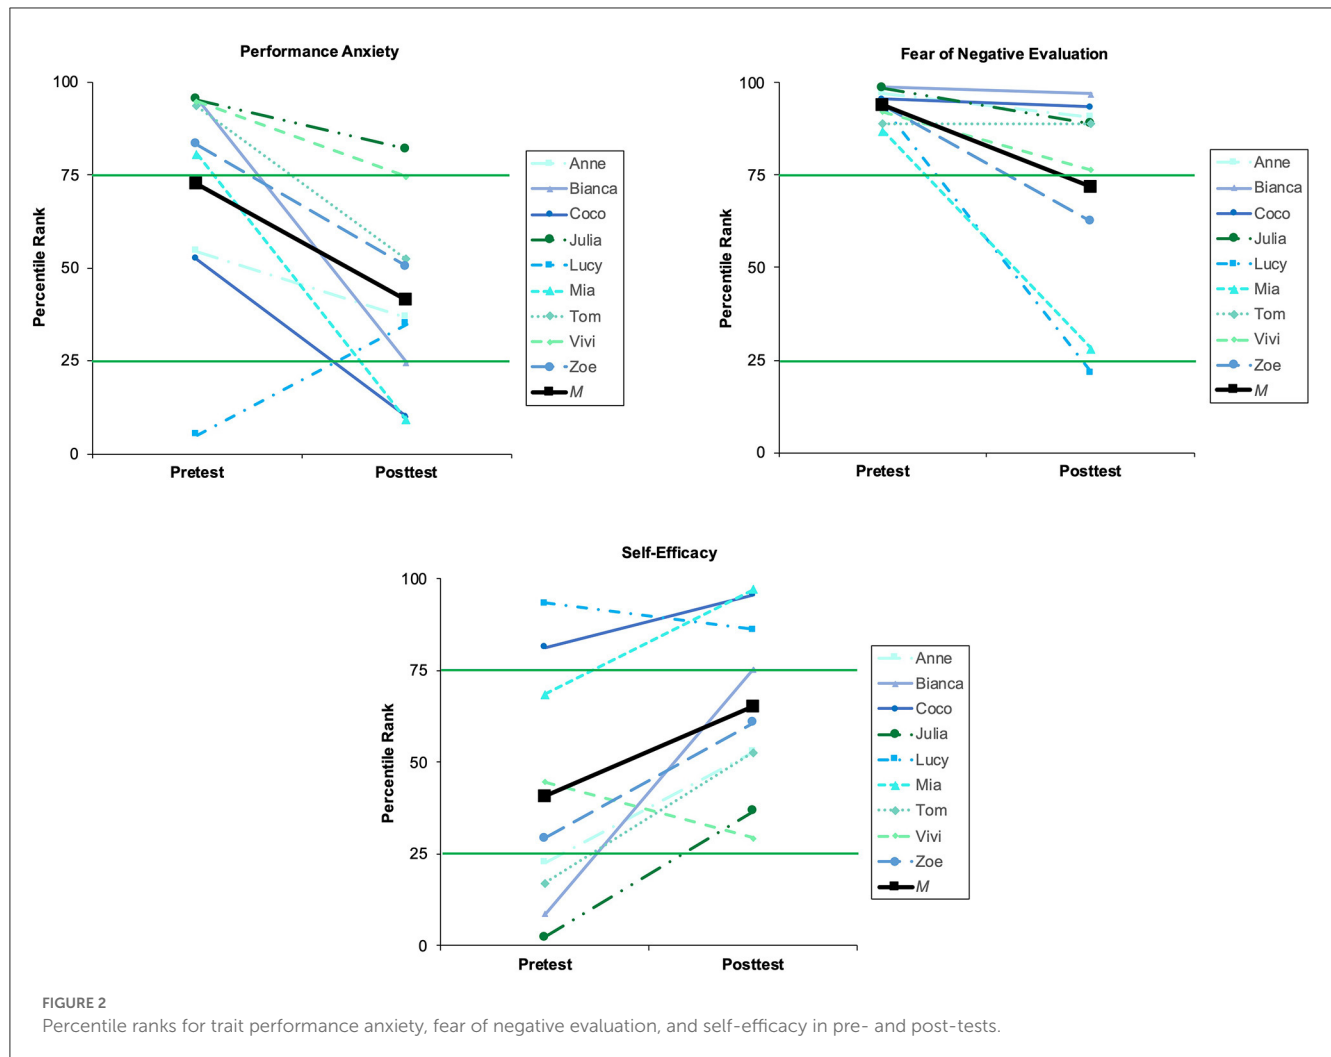 Performance Anxiety
100
75
50
25
0
Percentile Rank
Pretest
Posttest
Anne
Bianca
Coco
Julia
Lucy
Mia
Tom
Vivi
Zoe
M
Fear of Negative Evaluation
100
75
50
25
0
Percentile Rank
Pretest
Posttest
Anne
Bianca
Coco
Julia
Lucy
Mia
Tom
Vivi
Zoe
M
Self-Efficacy
100
75
50
25
0
Percentile Rank
Pretest
Posttest
Anne
Bianca
Coco
Julia
Lucy
Mia
Tom
Vivi
Zoe
M
FIGURE 2
Percentile ranks for trait performance anxiety, fear of negative evaluation, and self-efficacy in pre- and post-tests.